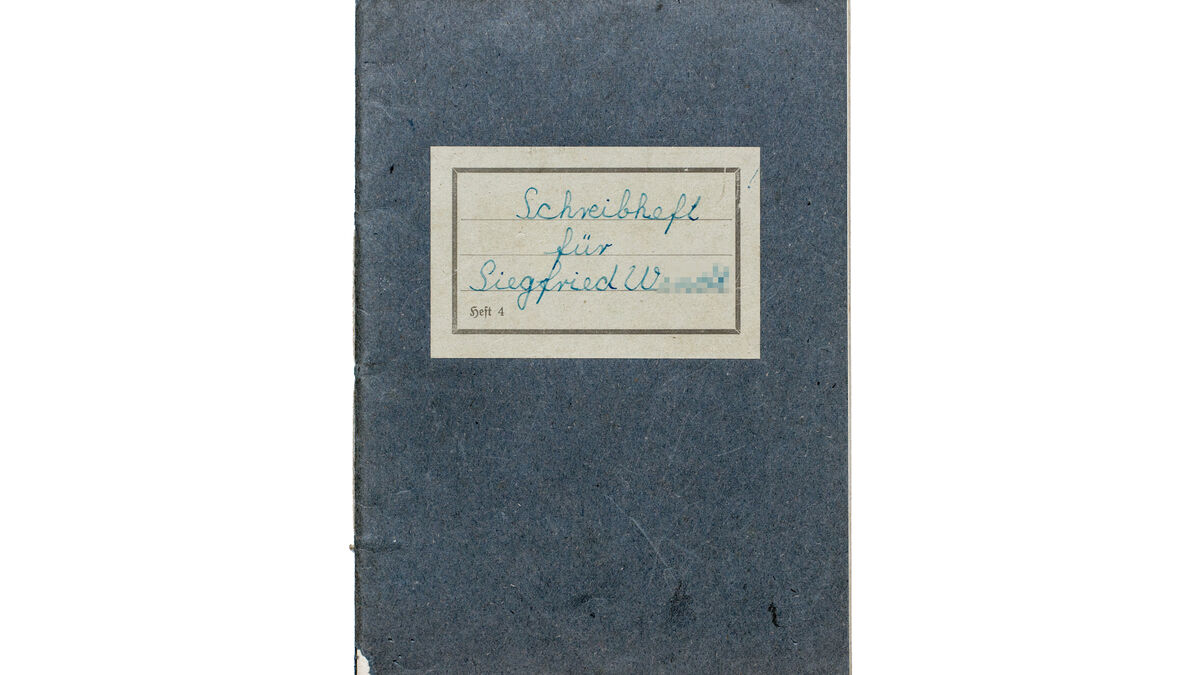 Schreibheft
für
Siegfried W
Heft 4